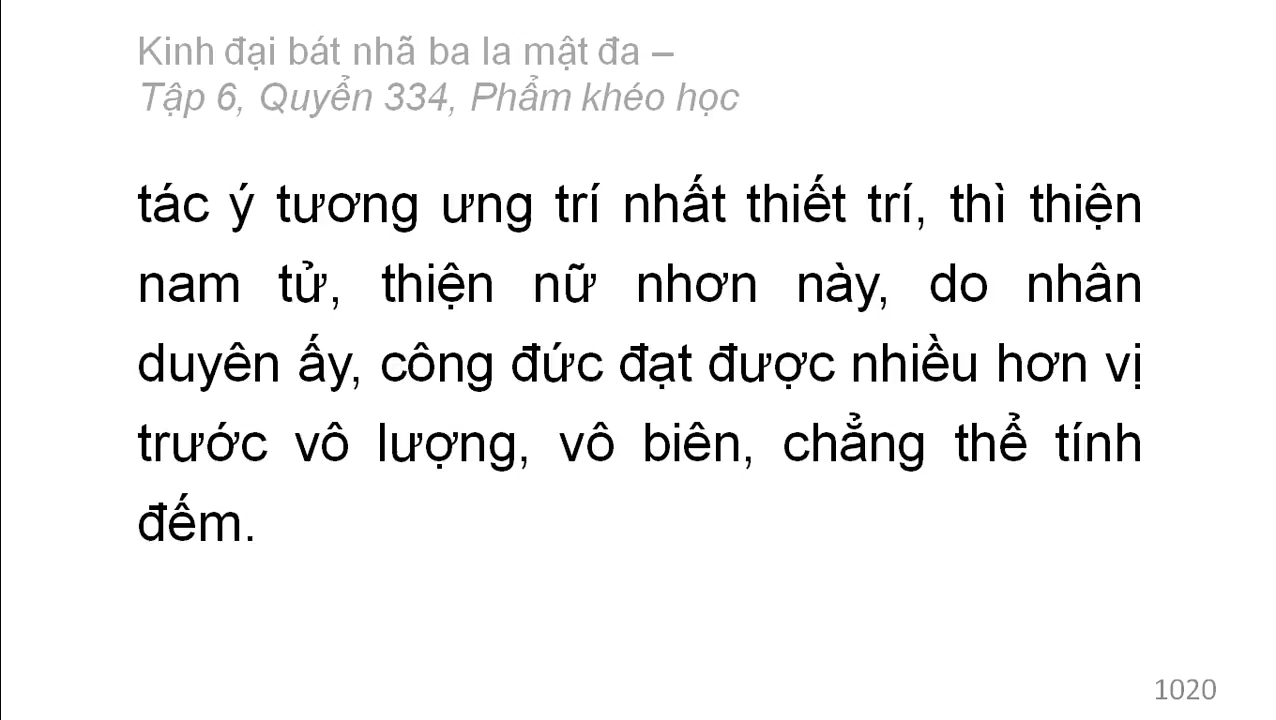 Kinh đại bát nhã ba la mật đa –
Tập 6, Quyển 334, Phẩm khéo học
tác ý tương ưng trí nhất thiết trí, thì thiện
nam tử, thiện nữ nhơn này, do nhân
duyên ấy, công đức đạt được nhiều hơn vị
trước vô lượng, vô biên, chẳng thể tính
đếm.
1020